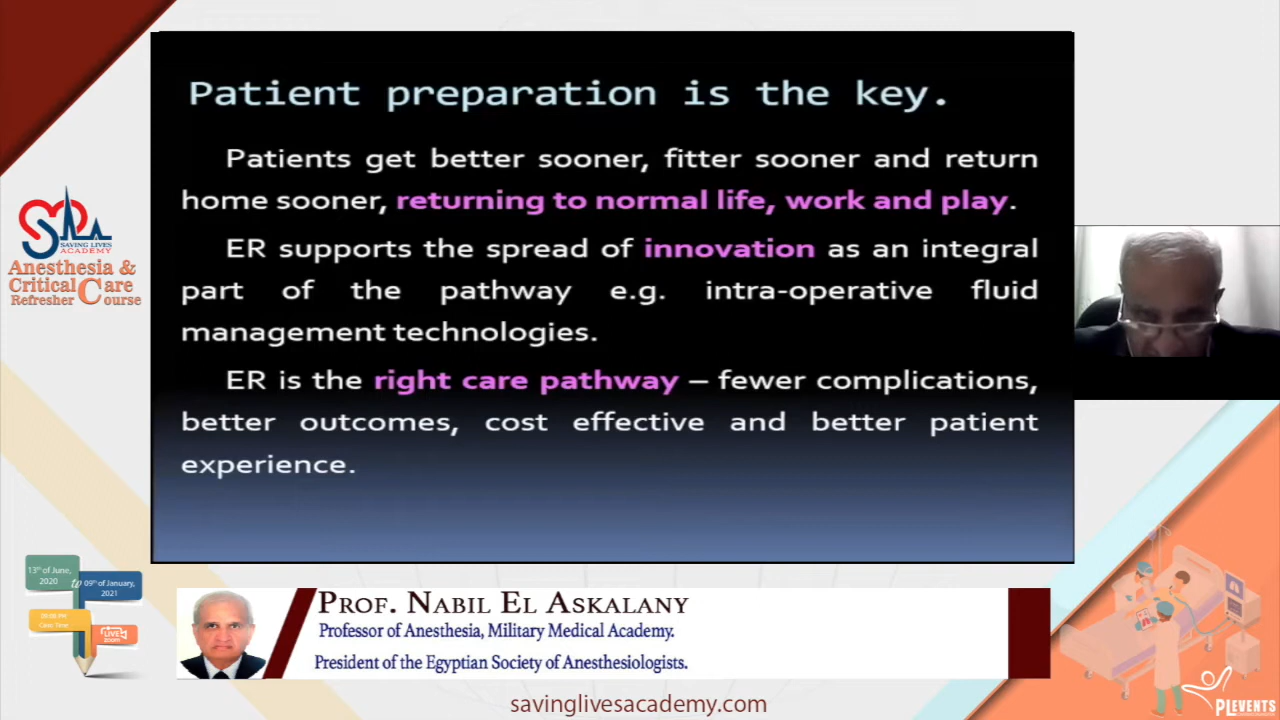 Patient preparation is the key.
Patients get better sooner, fitter sooner and return
home sooner, returning to normal life, work and play.
ER supports the spread of innovation as an integral
part of the pathway e.g. intra-operative fluid
management technologies.
ER is the right care pathway – fewer complications,
better outcomes, cost effective and better patient
experience.
SAVING LIVES
ACADEMY
Anesthesia &
Critical Care
Refresher Course
13th of June,
2020
to
09th of January,
2021
Cairo Time
LIVE
zoom
PROF. NABIL EL ASKALANY
Professor of Anesthesia, Military Medical Academy.
President of the Egyptian Society of Anesthesiologists.
savinglivesacademy.com
PLEVENTS